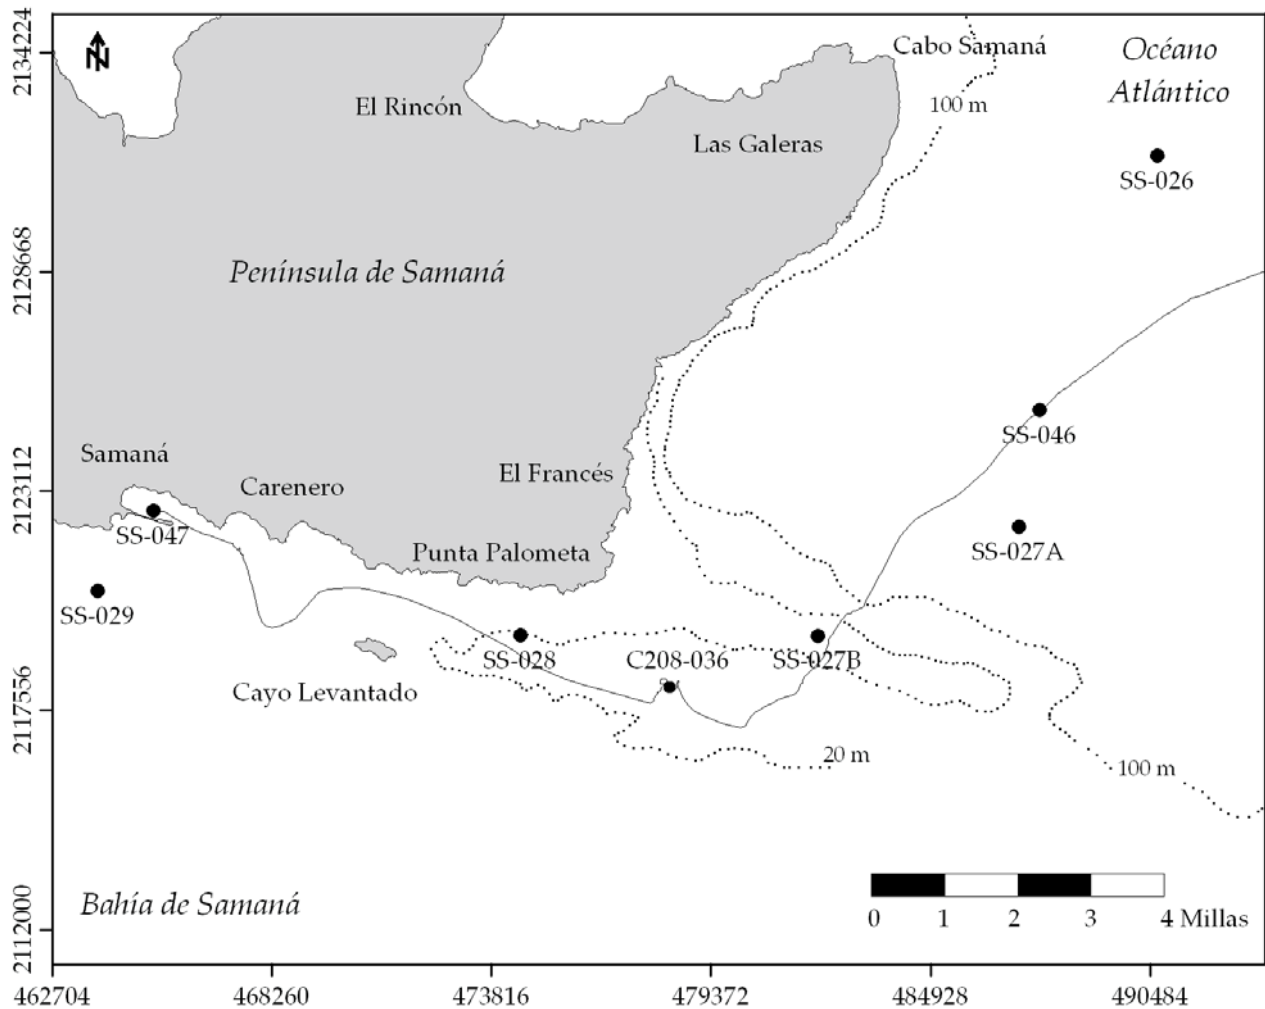 N
Cabo Samaná
Océano
Atlántico
El Rincón
100 m
Las Galeras
SS-026
Península de Samaná
SS-046
Samaná
El Francés
Carenero
SS-047
Punta Palometa
SS-027A
SS-029
SS-028
C208-036
SS-027B
Cayo Levantado
20 m
100 m
Bahía de Samaná
0 1 2 3 4 Millas
2134224
2128668
2123112
2117556
2112000
462704 468260 473816 479372 484928 490484